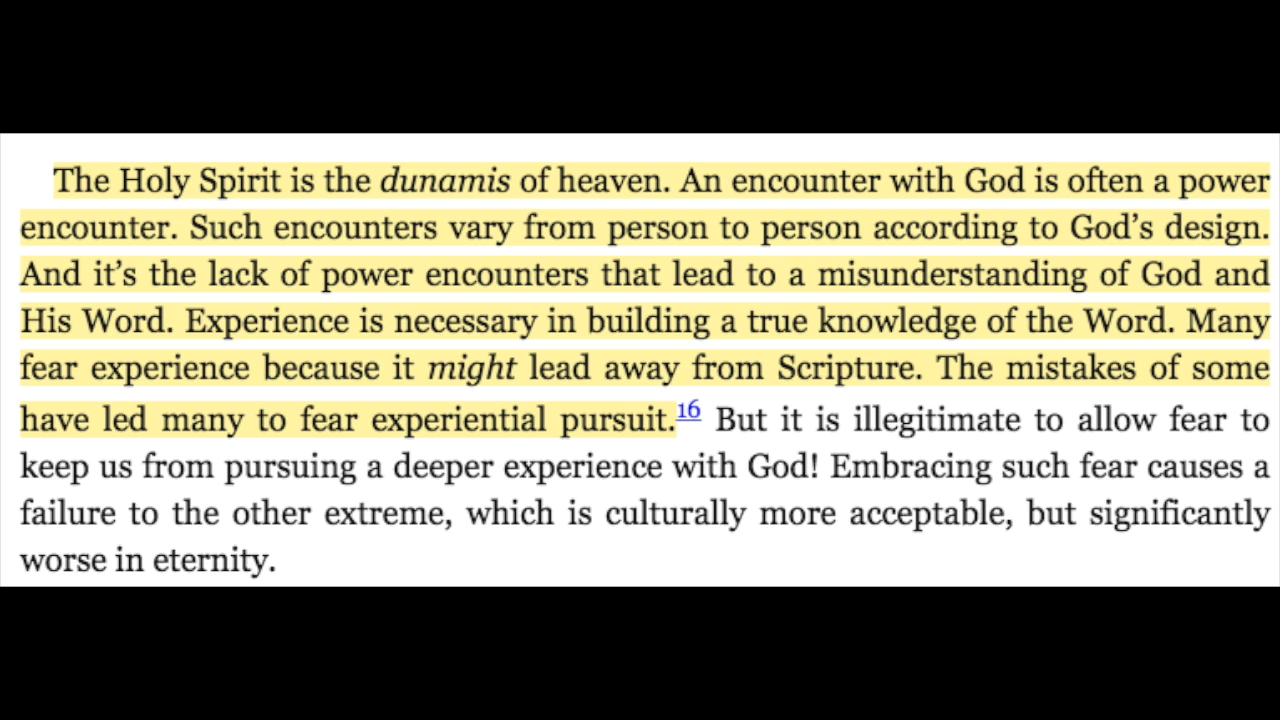 The Holy Spirit is the dunamis of heaven. An encounter with God is often a power
encounter. Such encounters vary from person to person according to God’s design.
And it’s the lack of power encounters that lead to a misunderstanding of God and
His Word. Experience is necessary in building a true knowledge of the Word. Many
fear experience because it might lead away from Scripture. The mistakes of some
have led many to fear experiential pursuit.16 But it is illegitimate to allow fear to
keep us from pursuing a deeper experience with God! Embracing such fear causes a
failure to the other extreme, which is culturally more acceptable, but significantly
worse in eternity.